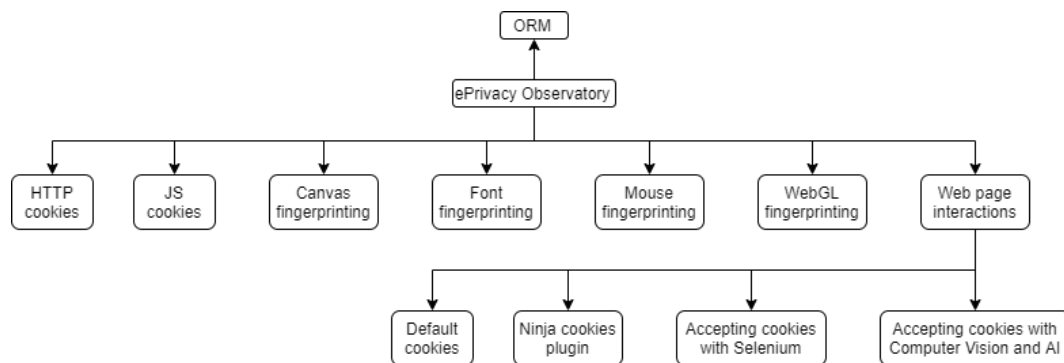 ORM
ePrivacy Observatory
HTTP
cookies
JS
cookies
Canvas
fingerprinting
Font
fingerprinting
Mouse
fingerprinting
WebGL
fingerprinting
Web page
interactions
Default
cookies
Ninja cookies
plugin
Accepting cookies
with Selenium
Accepting cookies with
Computer Vision and AI